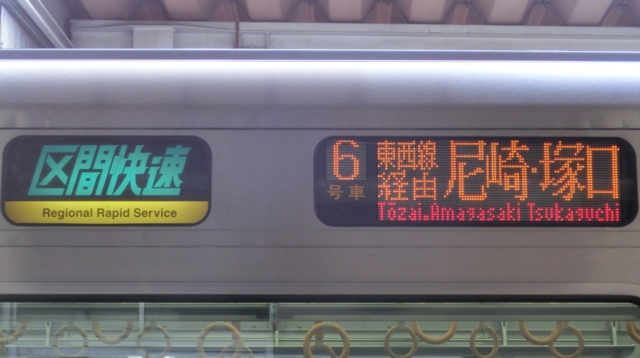 区間快速
Regional Rapid Service
6
号車
東西線
経由
尼崎・塚口
Tōzai.Amagasaki Tsukaguchi